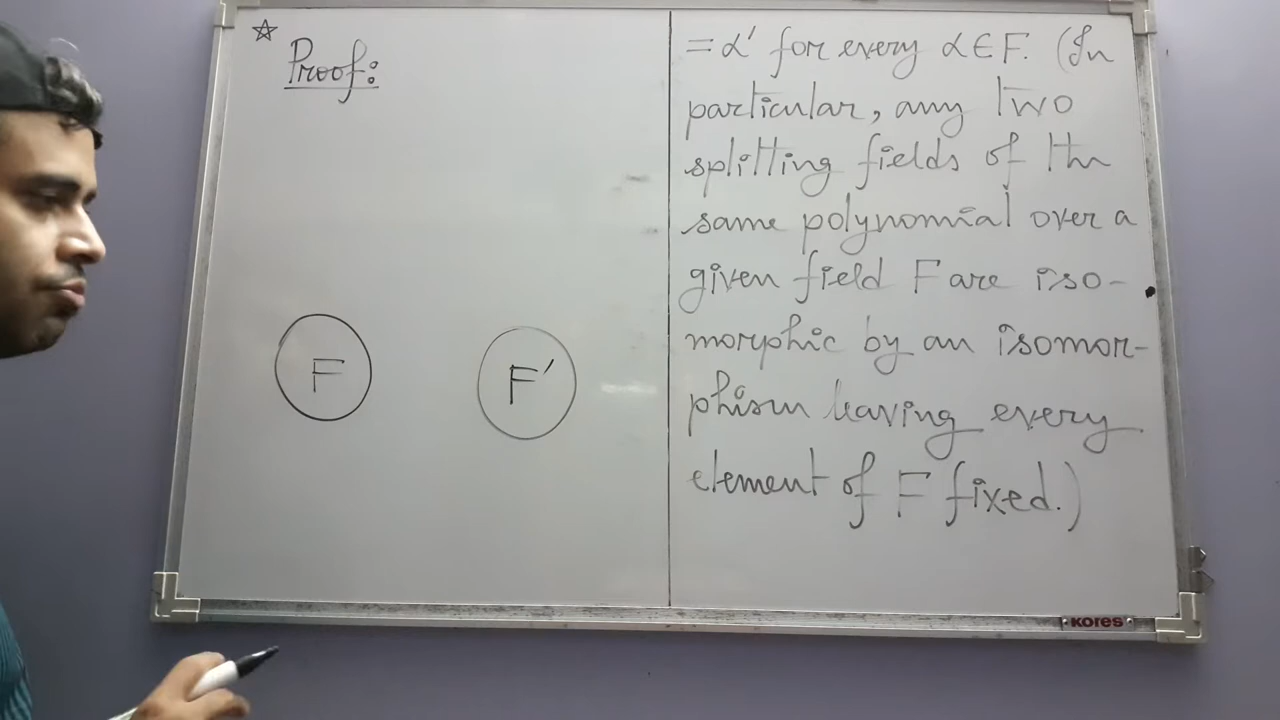 ☆ Proof:
F
F′
= α′ for every α ∈ F. (In
particular, any two
splitting fields of the
same polynomial over a
given field F are iso-
morphic by an isomor-
phism leaving every
element of F fixed.)
KORES